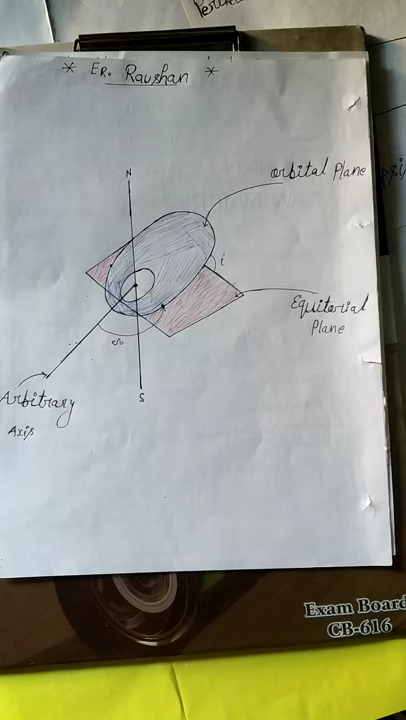 * ER. Raushan *
N
orbital Plane
i
Equitorial
Plane
Arbitrary
Axis
S
Exam Board
CB-616